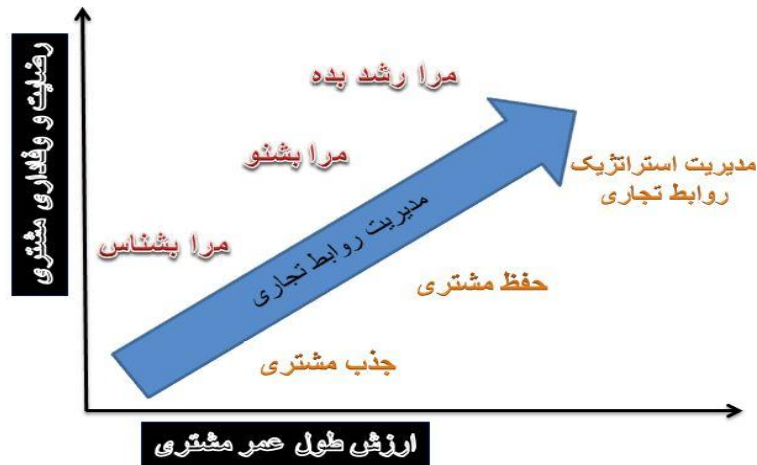 مرا رشد بده
رضایت و وفاداری مشتری
مرا بشنو
مدیریت استراتژیک
روابط تجاری
مدیریت روابط تجاری
مرا بشناس
حفظ مشتری
جذب مشتری
ارزش طول عمر مشتری